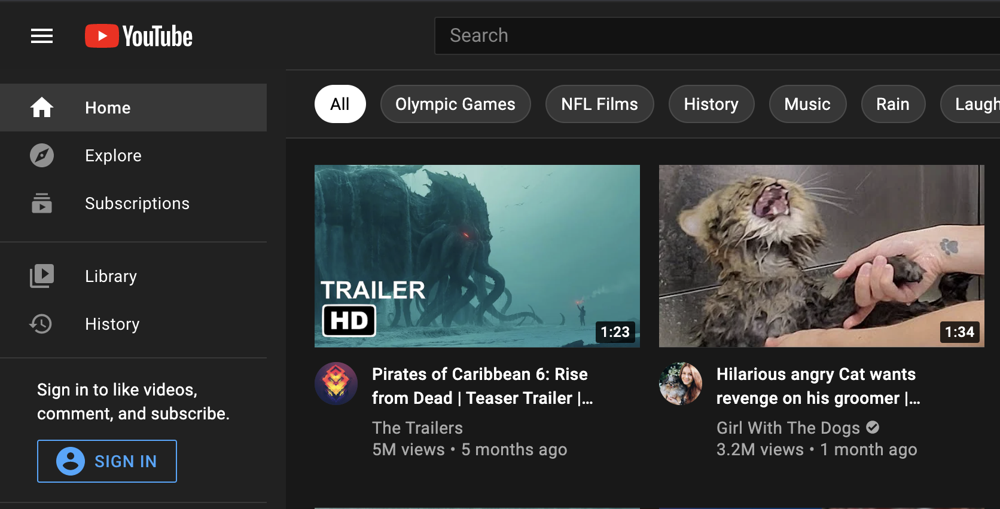 YouTube
Search
Home
Explore
Subscriptions
Library
History
Sign in to like videos,
comment, and subscribe.
SIGN IN
All
Olympic Games
NFL Films
History
Music
Rain
Laugh
TRAILER
HD
1:23
Pirates of Caribbean 6: Rise
from Dead | Teaser Trailer |...
The Trailers
5M views • 5 months ago
1:34
Hilarious angry Cat wants
revenge on his groomer |...
Girl With The Dogs
3.2M views • 1 month ago